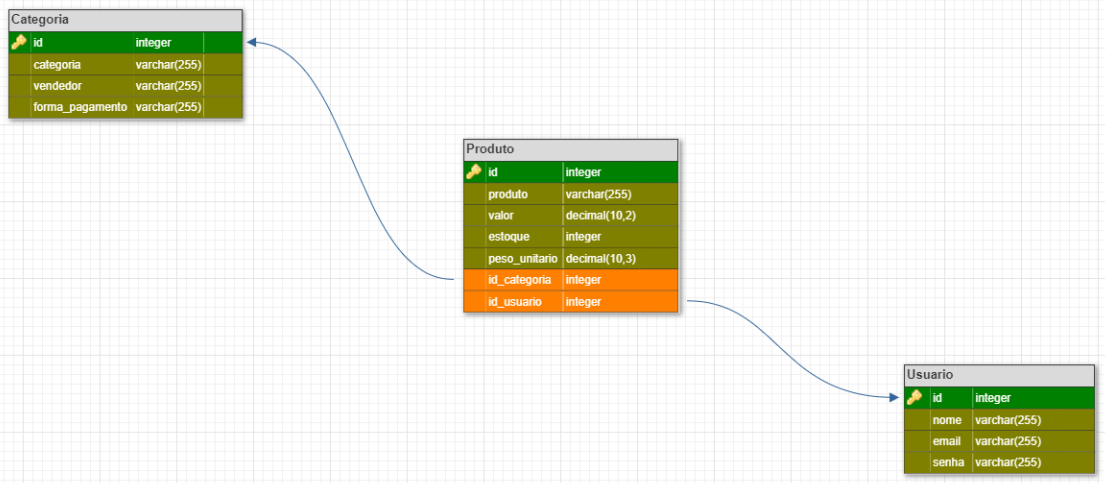 Categoria
id integer
categoria varchar(255)
vendedor varchar(255)
forma_pagamento varchar(255)
Produto
id integer
produto varchar(255)
valor decimal(10,2)
estoque integer
peso_unitario decimal(10,3)
id_categoria integer
id_usuario integer
Usuario
id integer
nome varchar(255)
email varchar(255)
senha varchar(255)